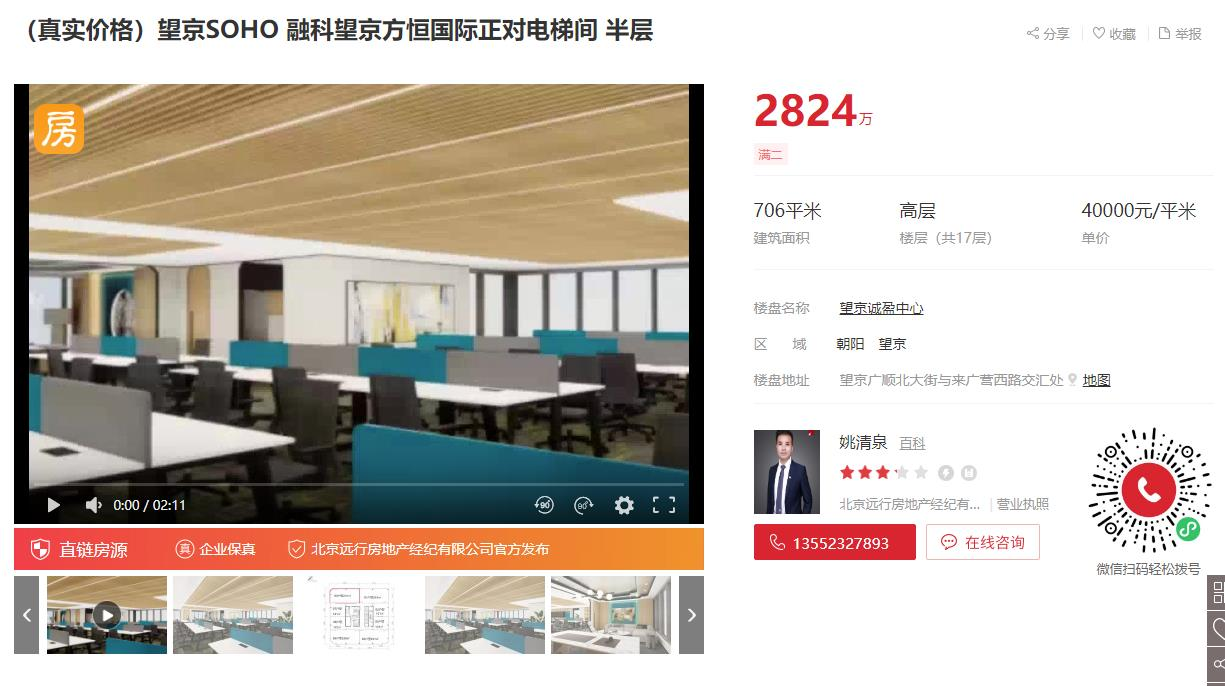 （真实价格）望京SOHO 融科望京方恒国际正对电梯间 半层
分享
收藏
举报
房
2824万
满二
706平米
高层
40000元/平米
建筑面积
楼层（共17层）
单价
楼盘名称 望京诚盈中心
区 域 朝阳 望京
楼盘地址 望京广顺北大街与来广营西路交汇处 地图
0:00 / 02:11
90
90
直链房源
真 企业保真
北京远行房地产经纪有限公司官方发布
姚清泉 百科
北京远行房地产经纪有... 营业执照
13552327893
在线咨询
微信扫码轻松拨号